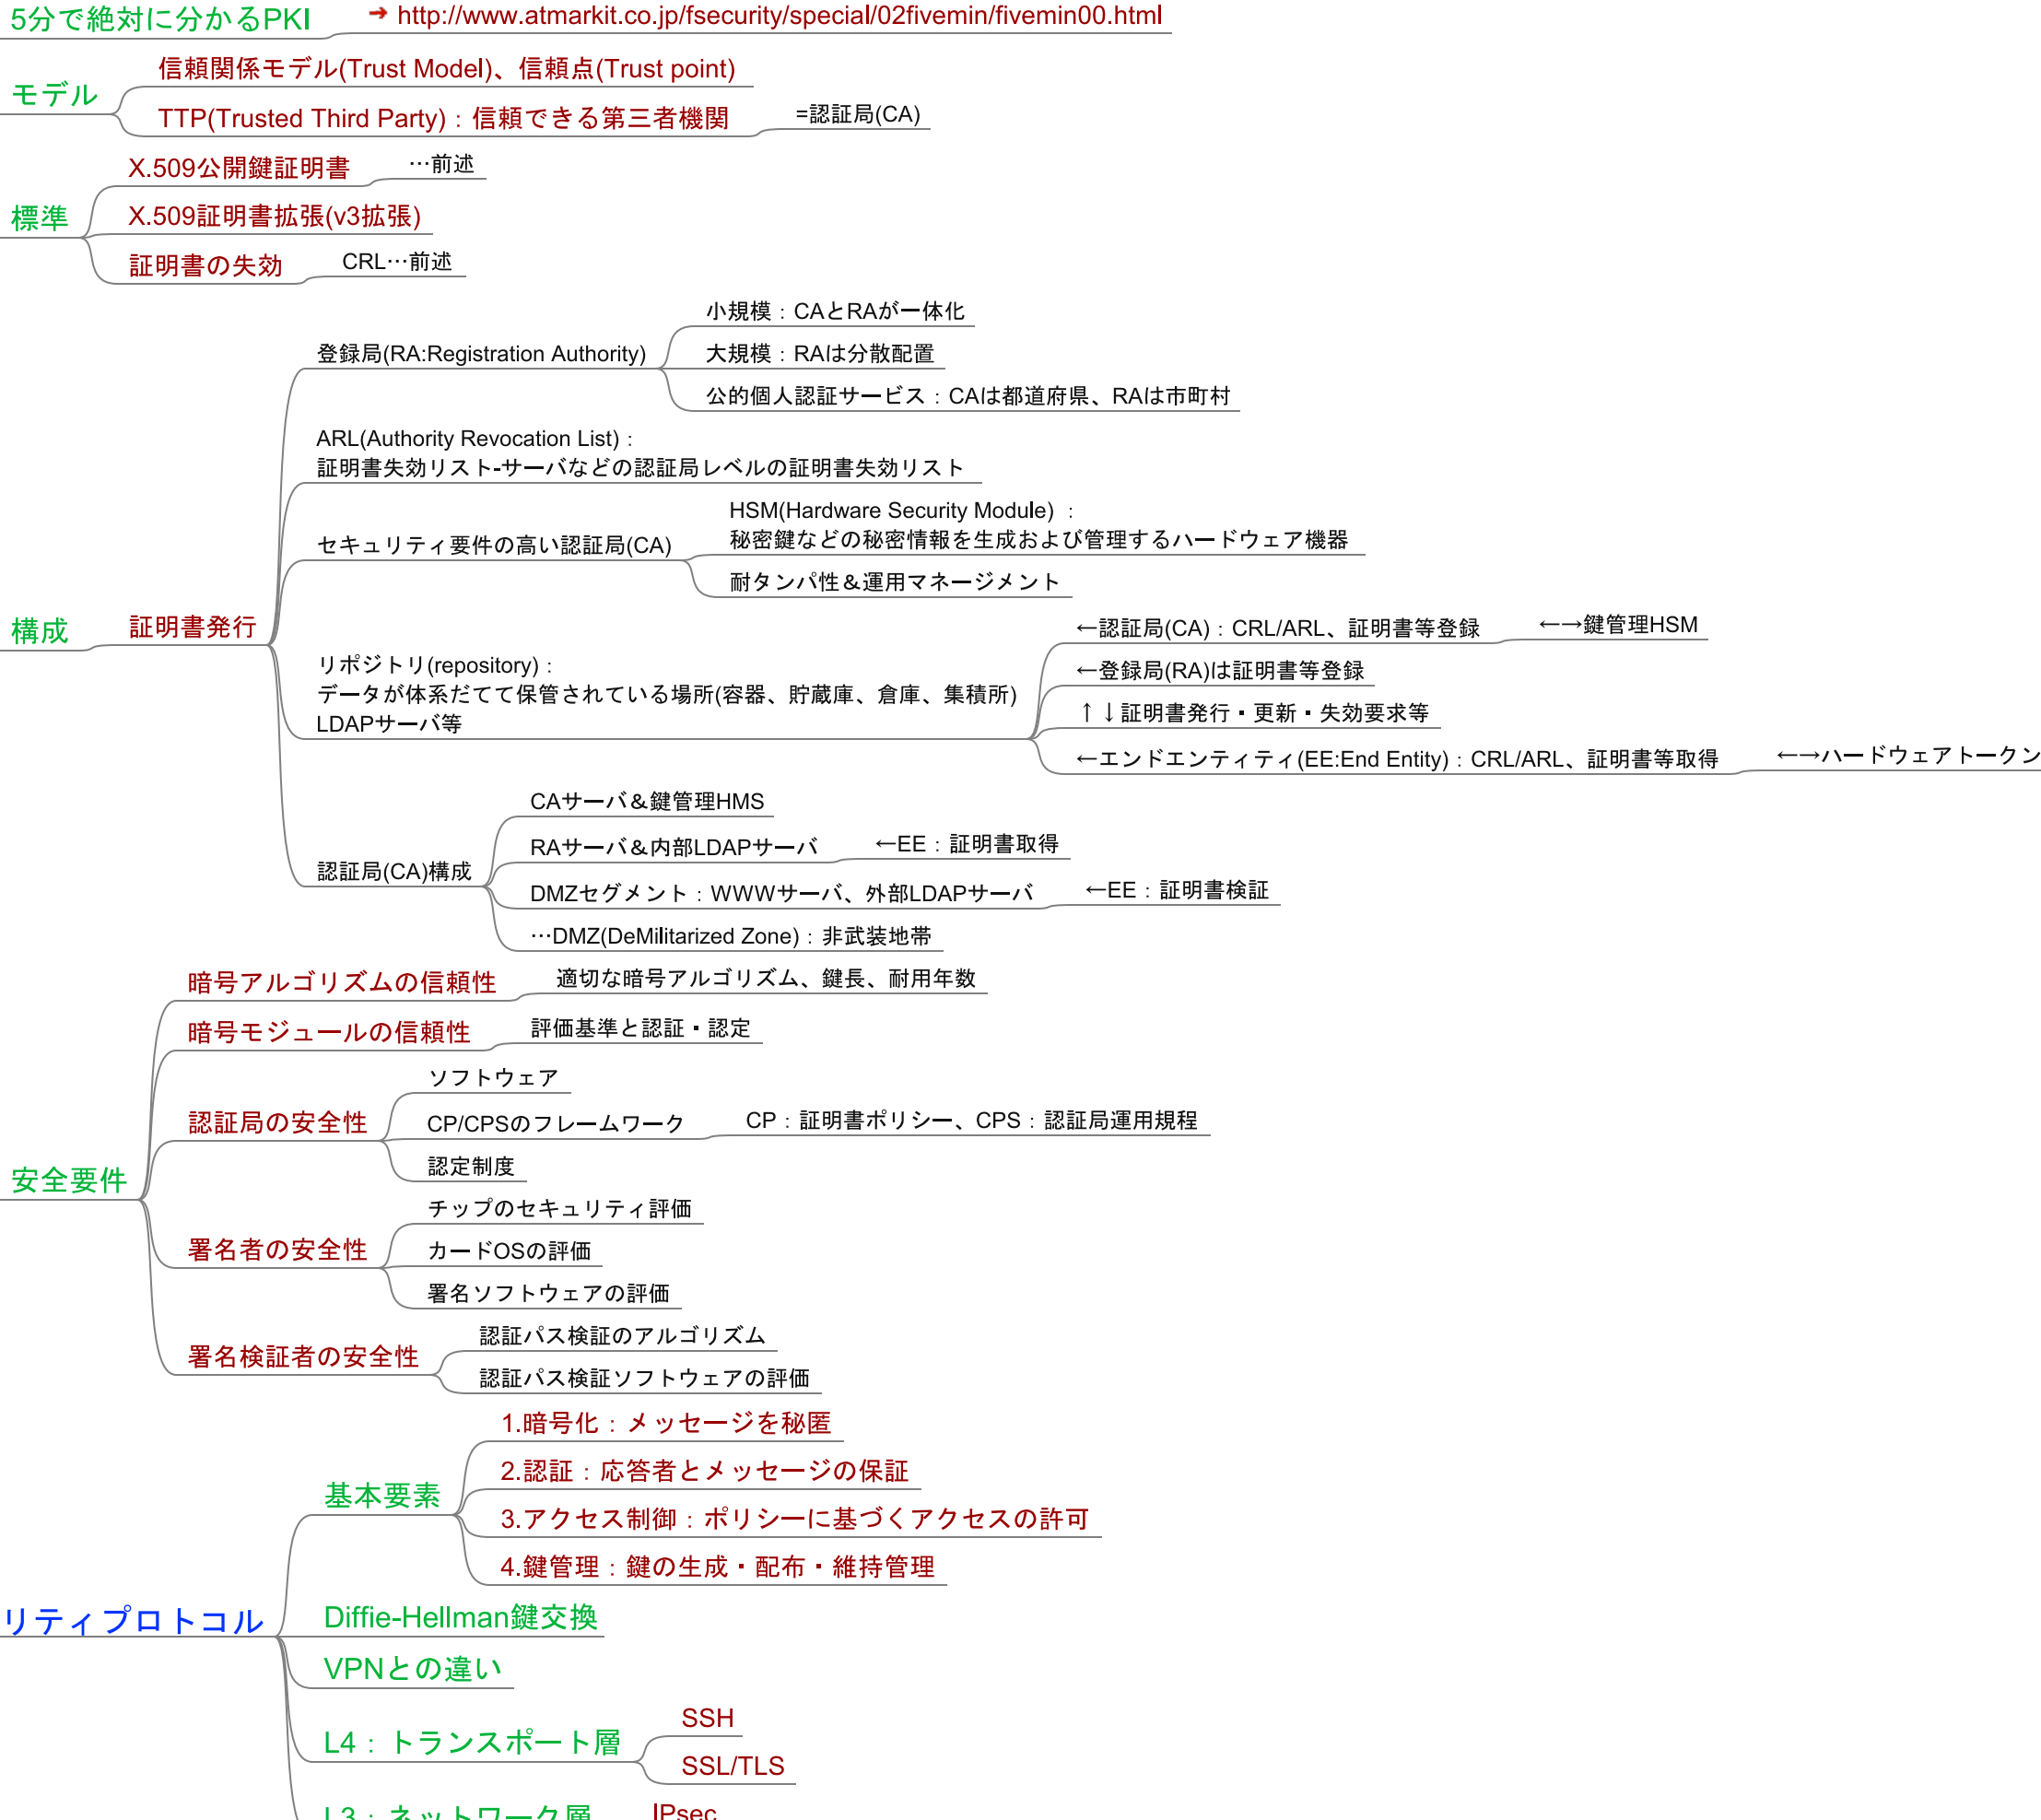 5分で絶対に分かるPKI
→ http://www.atmarkit.co.jp/fsecurity/special/02fivemin/fivemin00.html
モデル
信頼関係モデル(Trust Model)、信頼点(Trust point)
TTP(Trusted Third Party)：信頼できる第三者機関
=認証局(CA)
標準
X.509公開鍵証明書
…前述
X.509証明書拡張(v3拡張)
証明書の失効
CRL…前述
構成
証明書発行
登録局(RA:Registration Authority)
小規模：CAとRAが一体化
大規模：RAは分散配置
公的個人認証サービス：CAは都道府県、RAは市町村
ARL(Authority Revocation List)：
証明書失効リスト-サーバなどの認証局レベルの証明書失効リスト
セキュリティ要件の高い認証局(CA)
HSM(Hardware Security Module) ：
秘密鍵などの秘密情報を生成および管理するハードウェア機器
耐タンパ性＆運用マネージメント
リポジトリ(repository)：
データが体系だてて保管されている場所(容器、貯蔵庫、倉庫、集積所)
LDAPサーバ等
←認証局(CA)：CRL/ARL、証明書等登録
←→鍵管理HSM
←登録局(RA)は証明書等登録
↑↓証明書発行・更新・失効要求等
←エンドエンティティ(EE:End Entity)：CRL/ARL、証明書等取得
←→ハードウェアトークン
認証局(CA)構成
CAサーバ＆鍵管理HMS
RAサーバ＆内部LDAPサーバ
←EE：証明書取得
DMZセグメント：WWWサーバ、外部LDAPサーバ
←EE：証明書検証
…DMZ(DeMilitarized Zone)：非武装地帯
安全要件
暗号アルゴリズムの信頼性
適切な暗号アルゴリズム、鍵長、耐用年数
暗号モジュールの信頼性
評価基準と認証・認定
認証局の安全性
ソフトウェア
CP/CPSのフレームワーク
CP：証明書ポリシー、CPS：認証局運用規程
認定制度
署名者の安全性
チップのセキュリティ評価
カードOSの評価
署名ソフトウェアの評価
署名検証者の安全性
認証パス検証のアルゴリズム
認証パス検証ソフトウェアの評価
リティプロトコル
基本要素
1.暗号化：メッセージを秘匿
2.認証：応答者とメッセージの保証
3.アクセス制御：ポリシーに基づくアクセスの許可
4.鍵管理：鍵の生成・配布・維持管理
Diffie-Hellman鍵交換
VPNとの違い
L4：トランスポート層
SSH
SSL/TLS
L3：ネットワーク層
IPsec